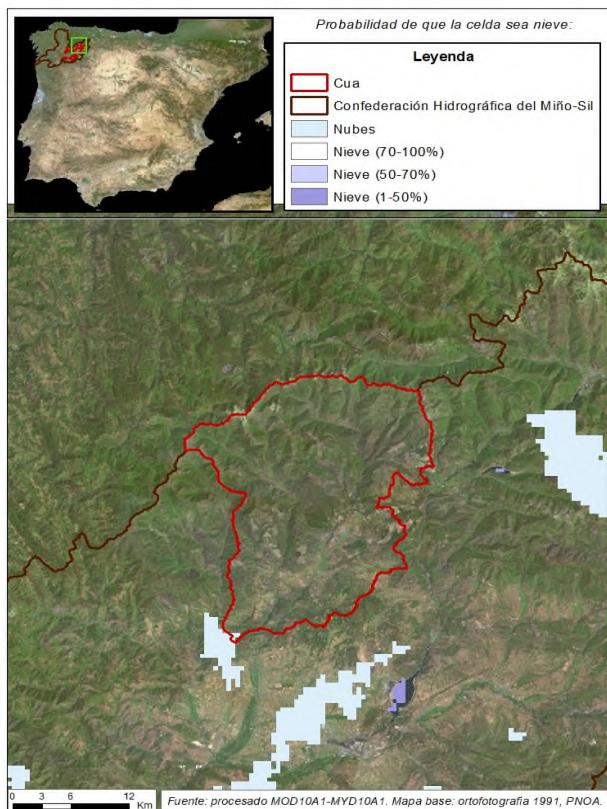 Probabilidad de que la celda sea nieve:
Leyenda
Cua
Confederación Hidrográfica del Miño-Sil
Nubes
Nieve (70-100%)
Nieve (50-70%)
Nieve (1-50%)
0 3 6 12
Km
Fuente: procesado MOD10A1-MYD10A1. Mapa base: ortofotografia 1991, PNOA